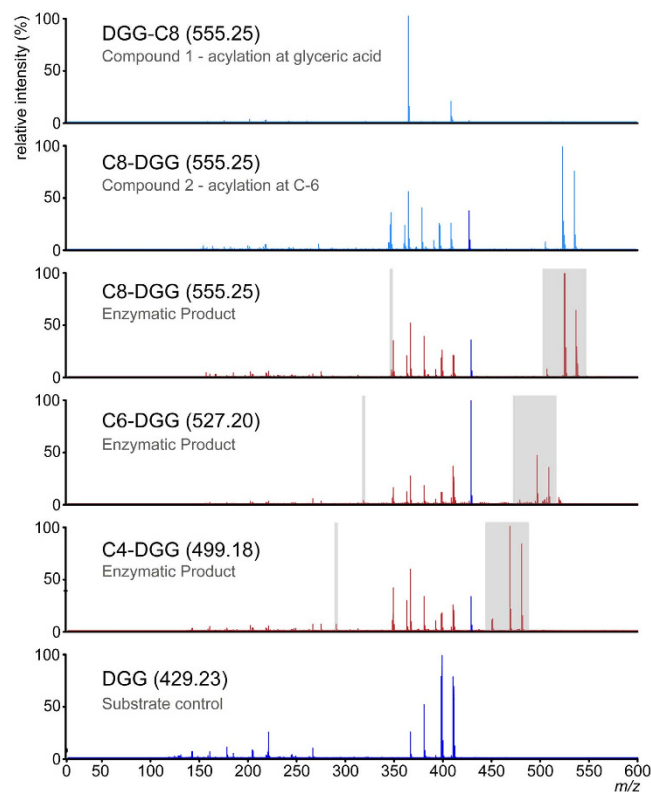 relative intensity (%)
100
50
0
DGG-C8 (555.25)
Compound 1 - acylation at glyceric acid
100
50
0
C8-DGG (555.25)
Compound 2 - acylation at C-6
100
50
0
C8-DGG (555.25)
Enzymatic Product
100
50
0
C6-DGG (527.20)
Enzymatic Product
100
50
0
C4-DGG (499.18)
Enzymatic Product
100
50
0
DGG (429.23)
Substrate control
0 50 100 150 200 250 300 350 400 450 500 550 600
m/z